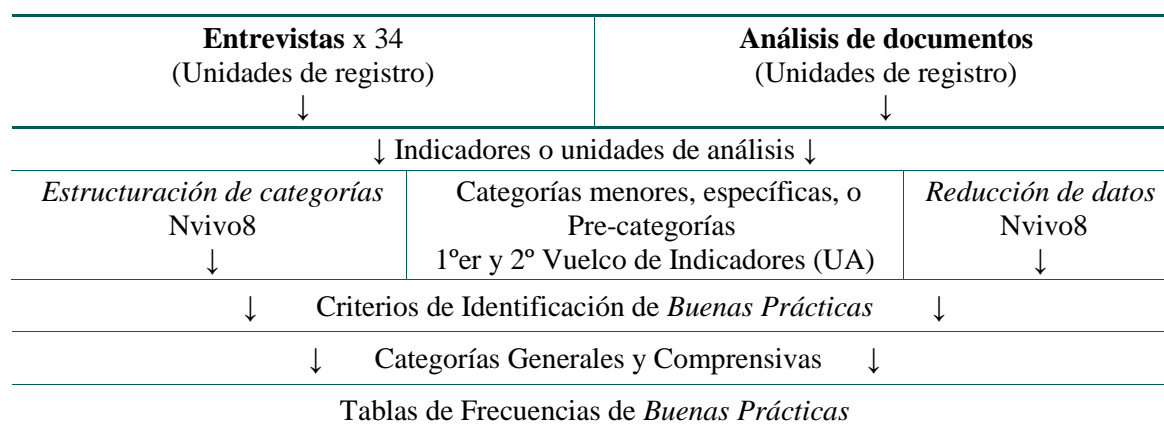 Entrevistas x 34
(Unidades de registro)
↓
Análisis de documentos
(Unidades de registro)
↓
↓ Indicadores o unidades de análisis ↓
Estructuración de categorías
Nvivo8
↓
Categorías menores, específicas, o
Pre-categorías
1ºer y 2º Vuelco de Indicadores (UA)
Reducción de datos
Nvivo8
↓
↓ Criterios de Identificación de Buenas Prácticas ↓
↓ Categorías Generales y Comprensivas ↓
Tablas de Frecuencias de Buenas Prácticas